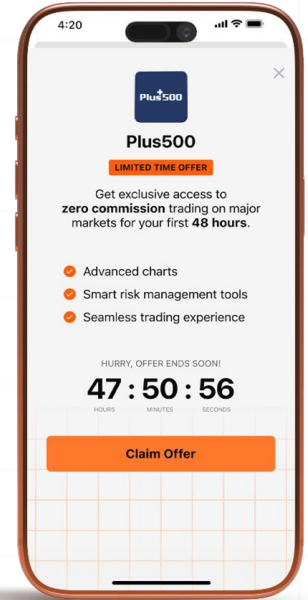 4:20
Plus500
Plus500
LIMITED TIME OFFER
Get exclusive access to
zero commission trading on major
markets for your first 48 hours.
Advanced charts
Smart risk management tools
Seamless trading experience
HURRY, OFFER ENDS SOON!
47 : 50 : 56
HOURS MINUTES SECONDS
Claim Offer